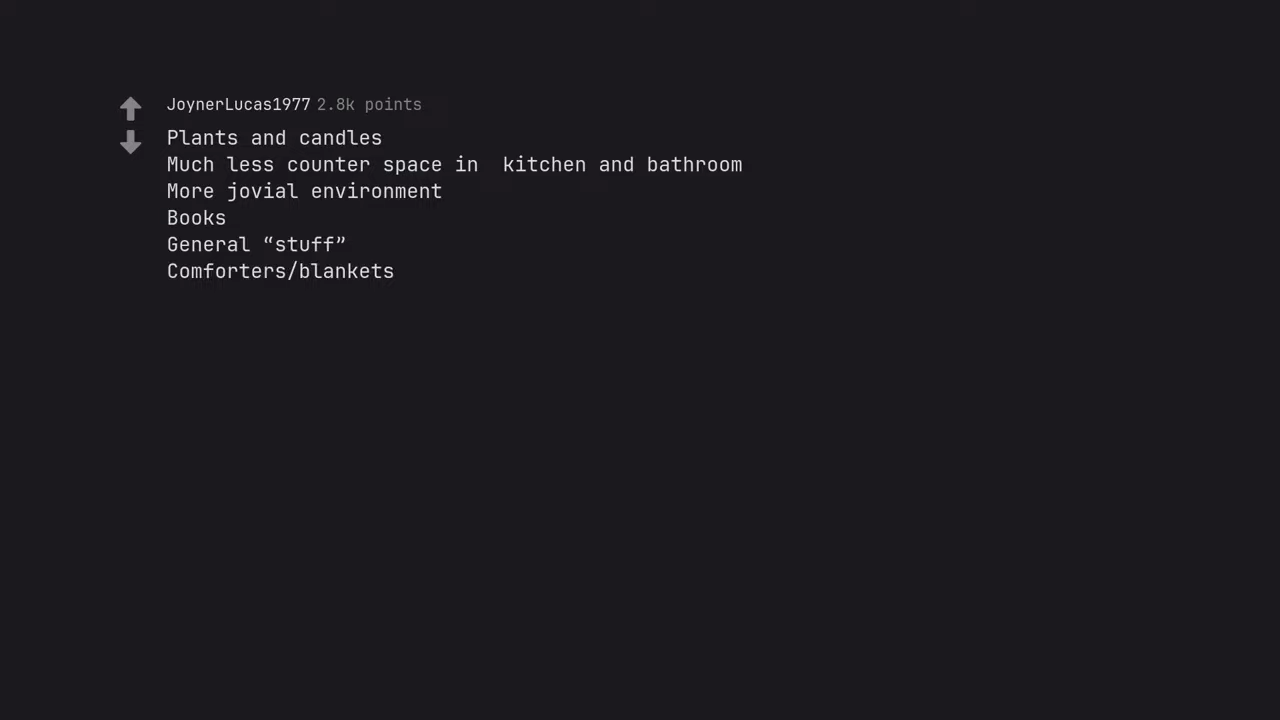 JoynerLucas1977 2.8k points
Plants and candles
Much less counter space in  kitchen and bathroom
More jovial environment
Books
General “stuff”
Comforters/blankets